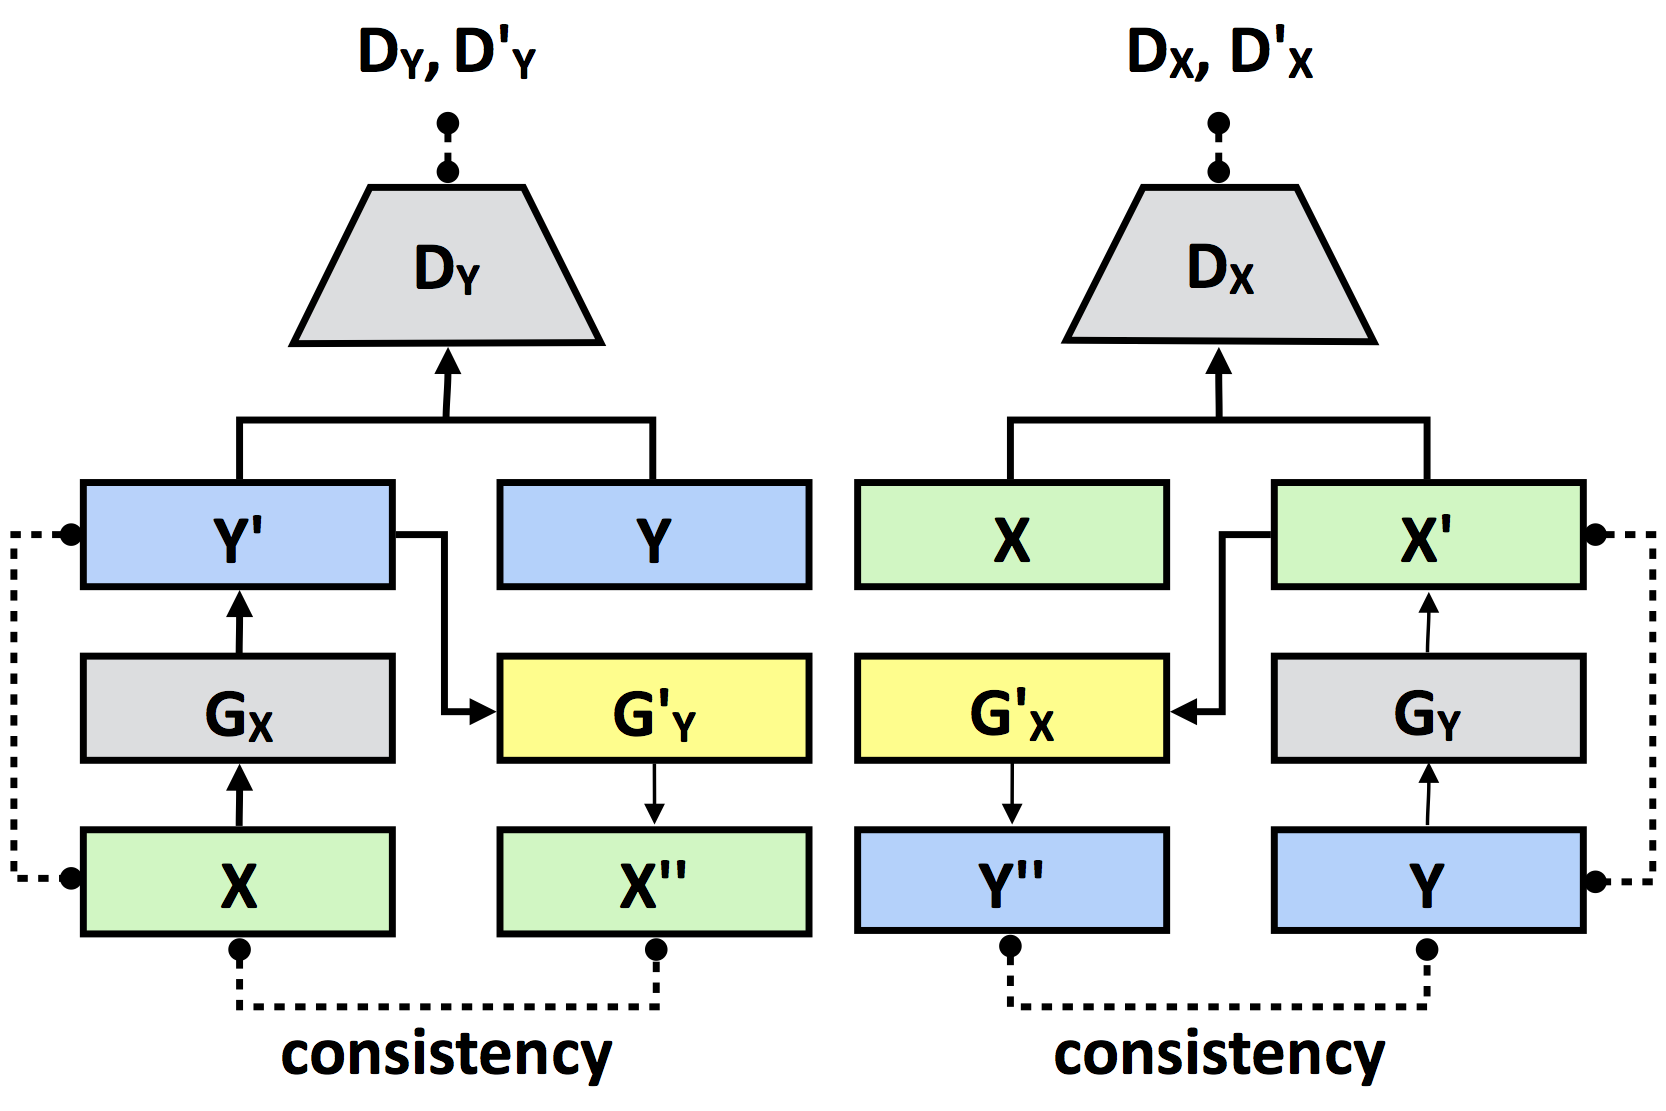 D_Y, D'_Y
D_X, D'_X
D_Y
D_X
Y'
Y
X
X'
G_X
G'_Y
G'_X
G_Y
X
X''
Y''
Y
consistency
consistency